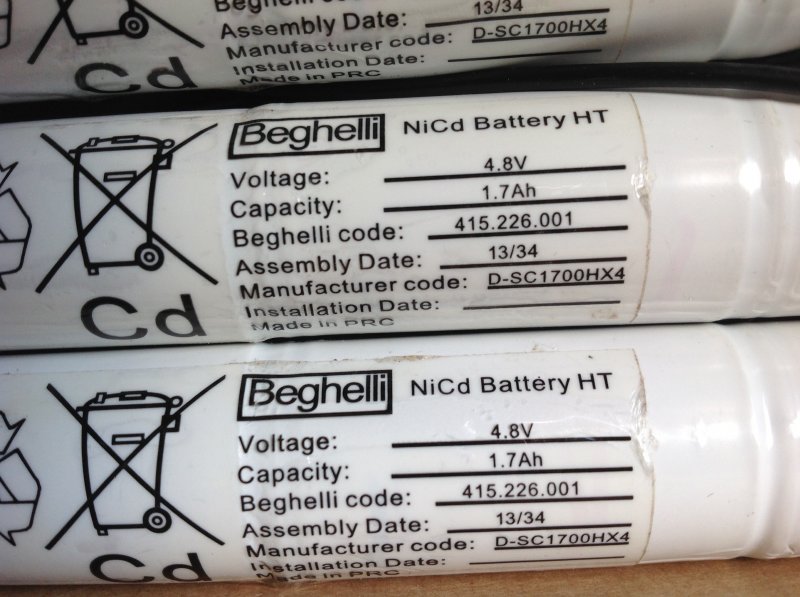 Beghelli code:
Assembly Date: 13/34
Manufacturer code: D-SC1700HX4
Installation Date:
Made in PRC
Cd
Beghelli NiCd Battery HT
Voltage: 4.8V
Capacity: 1.7Ah
Beghelli code: 415.226.001
Assembly Date: 13/34
Manufacturer code: D-SC1700HX4
Installation Date:
Made in PRC
Cd
Beghelli NiCd Battery HT
Voltage: 4.8V
Capacity: 1.7Ah
Beghelli code: 415.226.001
Assembly Date: 13/34
Manufacturer code: D-SC1700HX4
Installation Date:
Made in PRC
Cd